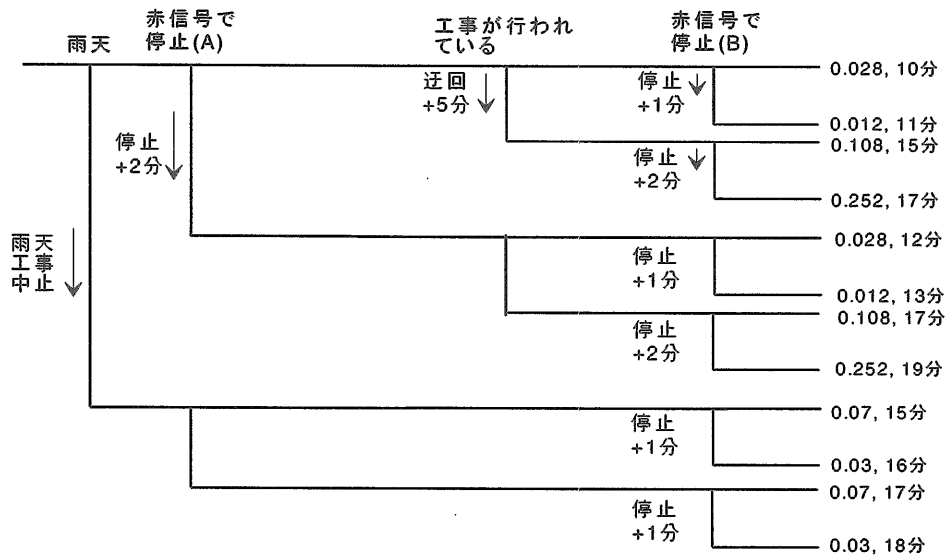 雨天
赤信号で
停止(A)
工事が行われ
ている
赤信号で
停止(B)
迂回
+5分
停止
+1分
停止
+2分
停止
+2分
雨天
工事
中止
停止
+1分
停止
+2分
停止
+1分
停止
+1分
0.028, 10分
0.012, 11分
0.108, 15分
0.252, 17分
0.028, 12分
0.012, 13分
0.108, 17分
0.252, 19分
0.07, 15分
0.03, 16分
0.07, 17分
0.03, 18分